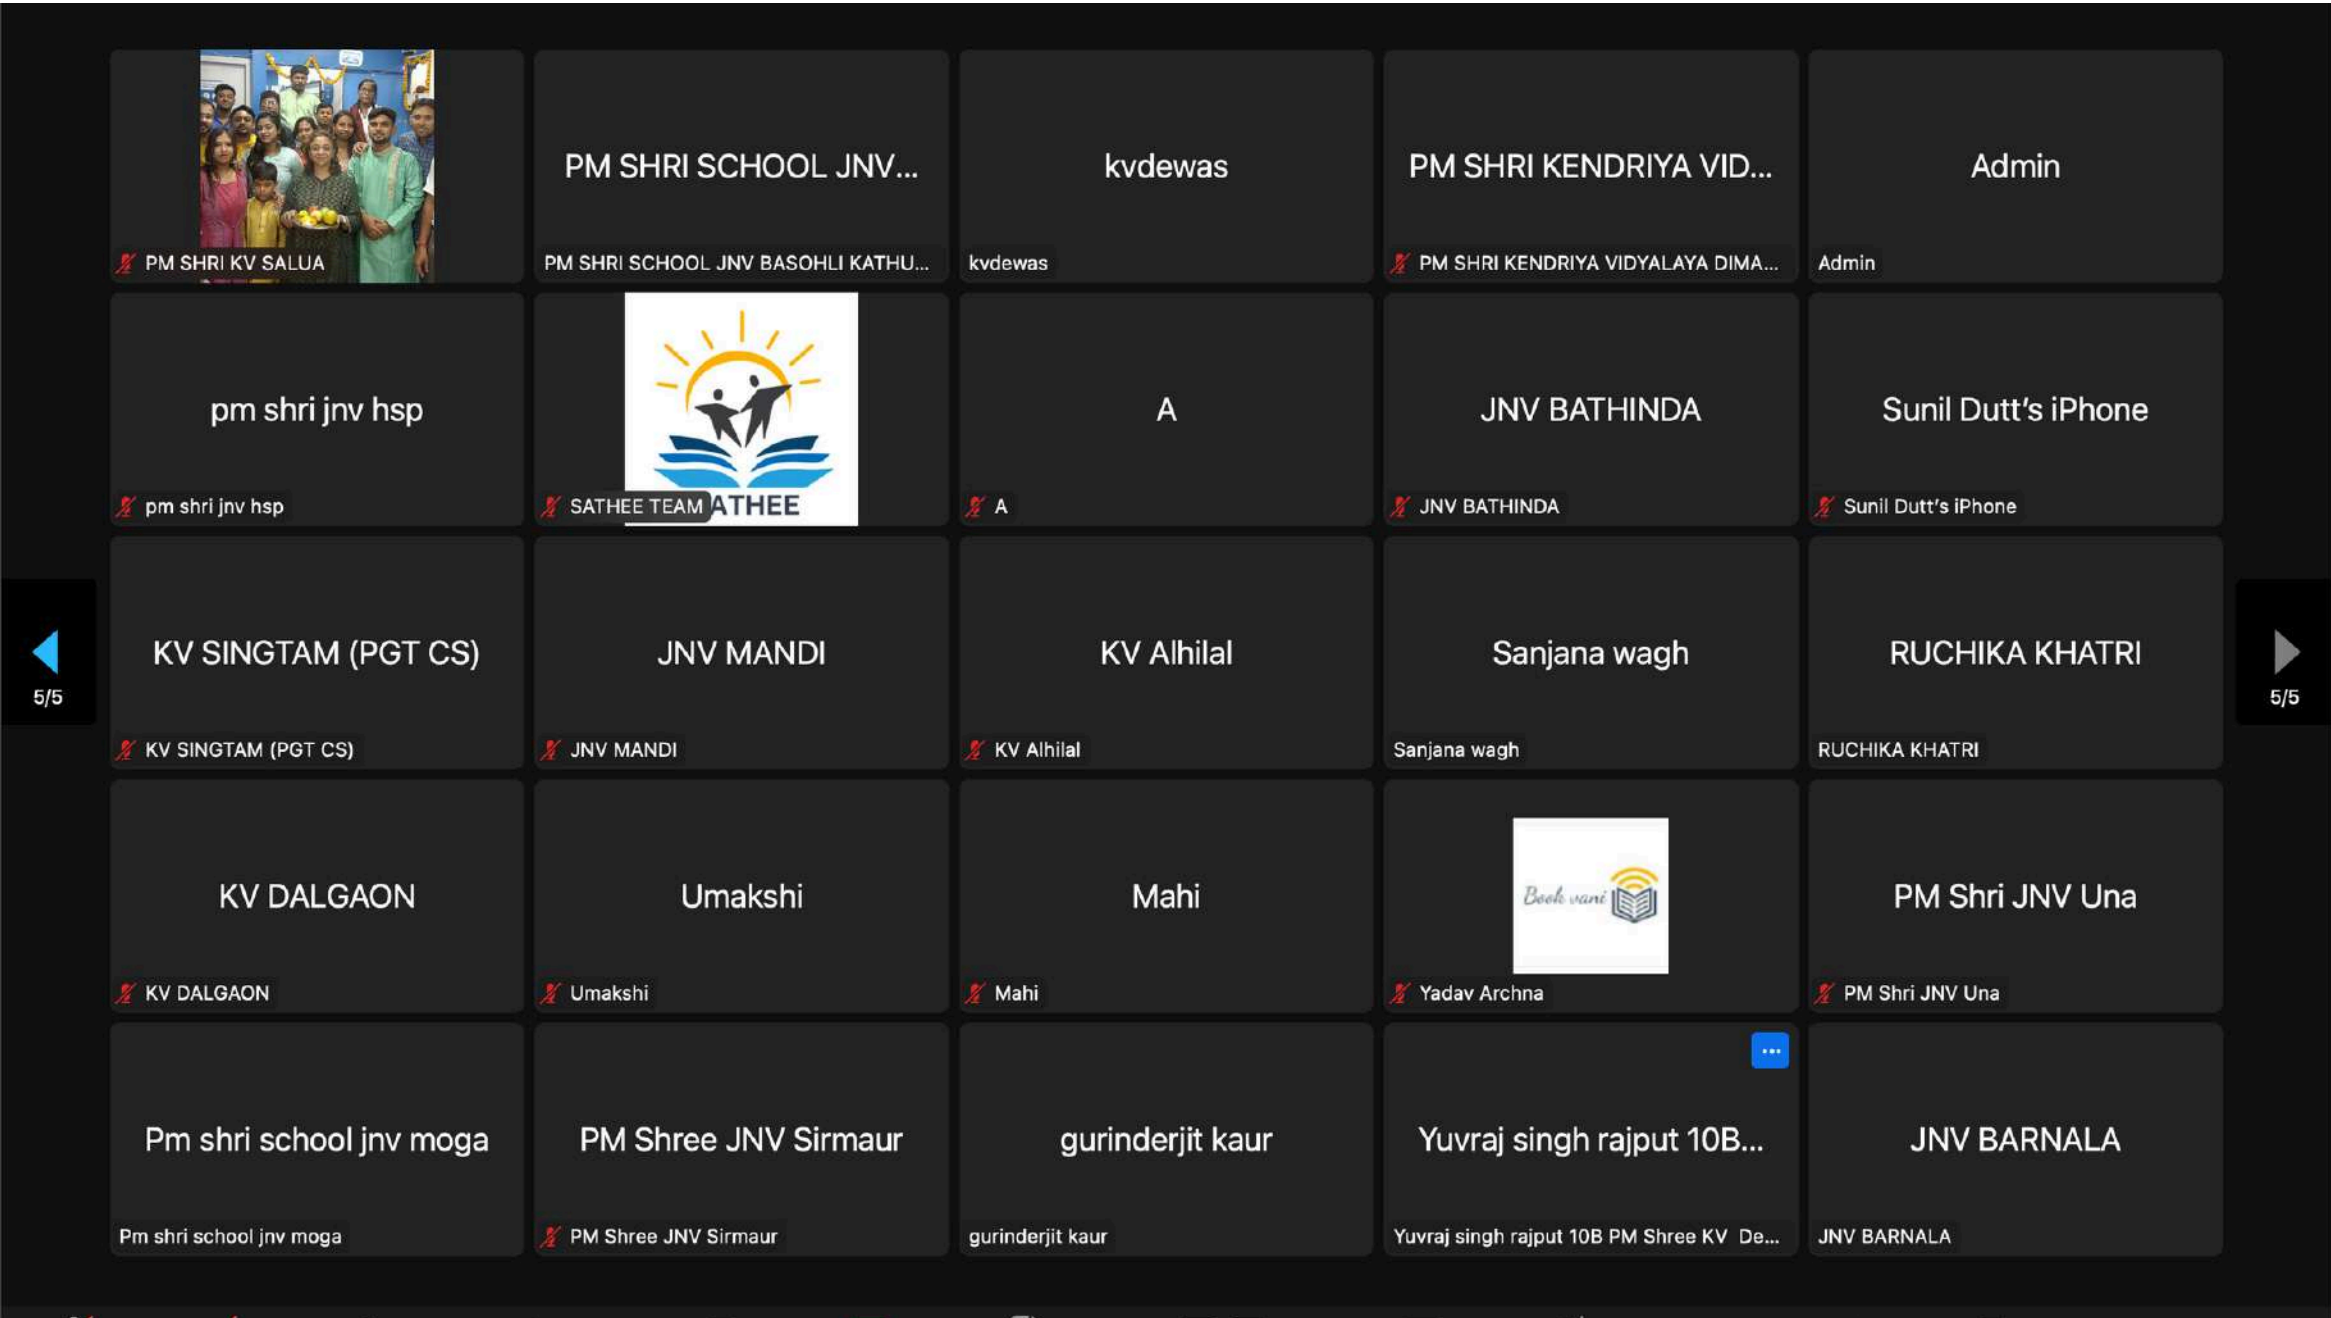 PM SHRI KV SALUA
PM SHRI SCHOOL JNV...
PM SHRI SCHOOL JNV BASOHLI KATHU...
kvdewas
kvdewas
PM SHRI KENDRIYA VID...
PM SHRI KENDRIYA VIDYALAYA DIMA...
Admin
Admin
pm shri jnv hsp
pm shri jnv hsp
SATHEE TEAM
ATHEE
A
A
JNV BATHINDA
JNV BATHINDA
Sunil Dutt’s iPhone
Sunil Dutt’s iPhone
KV SINGTAM (PGT CS)
KV SINGTAM (PGT CS)
JNV MANDI
JNV MANDI
KV Alhilal
KV Alhilal
Sanjana wagh
Sanjana wagh
RUCHIKA KHATRI
RUCHIKA KHATRI
5/5
5/5
KV DALGAON
KV DALGAON
Umakshi
Umakshi
Mahi
Mahi
Book vani
Yadav Archna
PM Shri JNV Una
PM Shri JNV Una
Pm shri school jnv moga
Pm shri school jnv moga
PM Shree JNV Sirmaur
PM Shree JNV Sirmaur
gurinderjit kaur
gurinderjit kaur
Yuvraj singh rajput 10B...
Yuvraj singh rajput 10B PM Shree KV De...
JNV BARNALA
JNV BARNALA